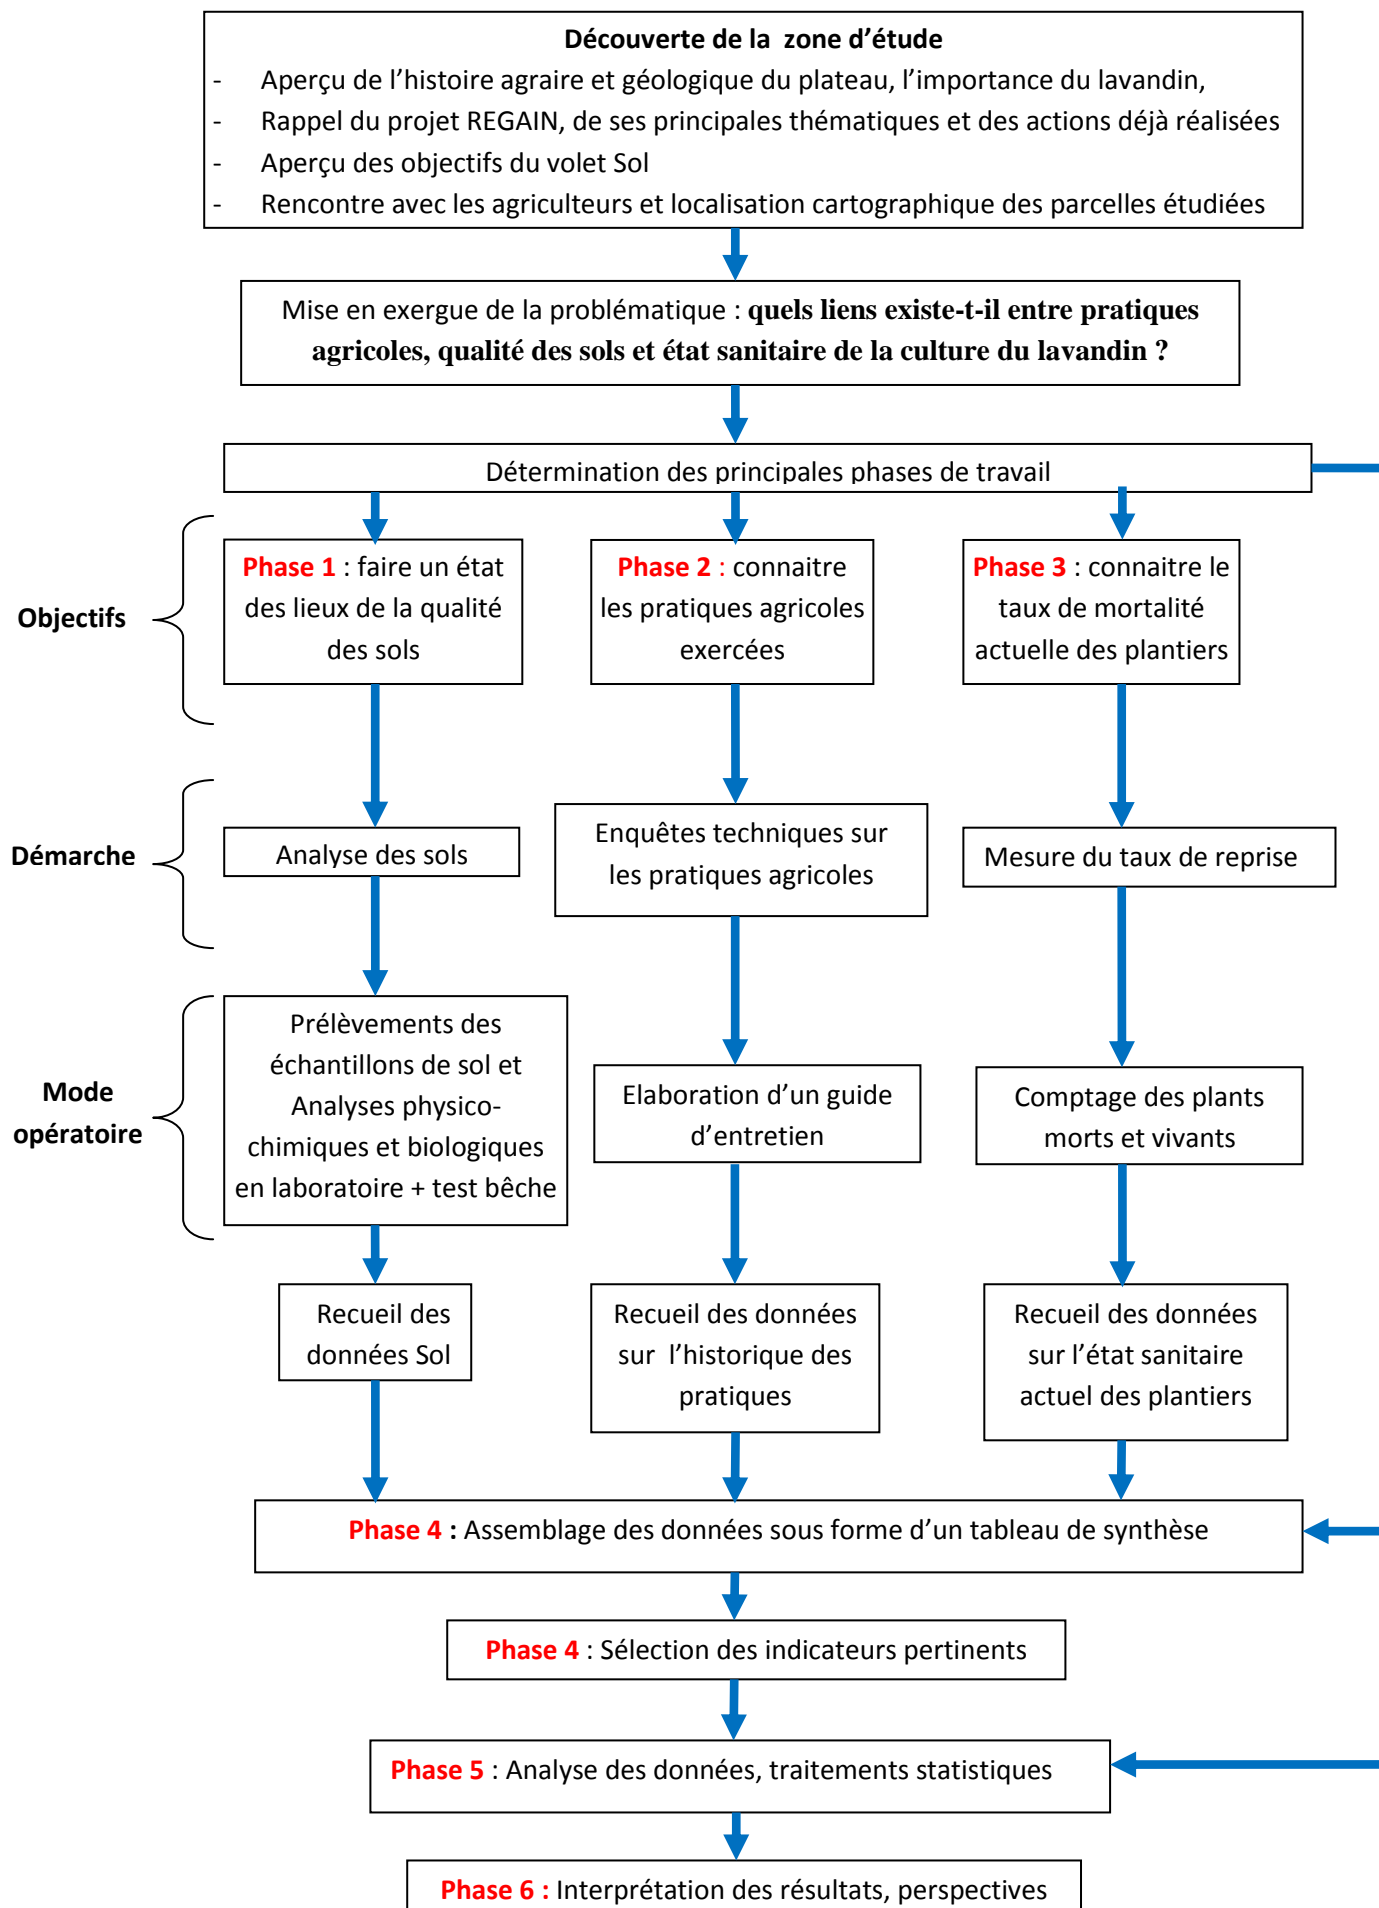 Découverte de la  zone d’étude
- Aperçu de l’histoire agraire et géologique du plateau, l’importance du lavandin,
- Rappel du projet REGAIN, de ses principales thématiques et des actions déjà réalisées
- Aperçu des objectifs du volet Sol
- Rencontre avec les agriculteurs et localisation cartographique des parcelles étudiées
Mise en exergue de la problématique : quels liens existe-t-il entre pratiques
agricoles, qualité des sols et état sanitaire de la culture du lavandin ?
Détermination des principales phases de travail
Objectifs
Phase 1 : faire un état
des lieux de la qualité
des sols
Phase 2 : connaitre
les pratiques agricoles
exercées
Phase 3 : connaitre le
taux de mortalité
actuelle des plantiers
Démarche
Analyse des sols
Enquêtes techniques sur
les pratiques agricoles
Mesure du taux de reprise
Mode
opératoire
Prélèvements des
échantillons de sol et
Analyses physico-
chimiques et biologiques
en laboratoire + test bêche
Elaboration d’un guide
d’entretien
Comptage des plants
morts et vivants
Recueil des
données Sol
Recueil des données
sur  l’historique des
pratiques
Recueil des données
sur l’état sanitaire
actuel des plantiers
Phase 4 : Assemblage des données sous forme d’un tableau de synthèse
Phase 4 : Sélection des indicateurs pertinents
Phase 5 : Analyse des données, traitements statistiques
Phase 6 : Interprétation des résultats, perspectives